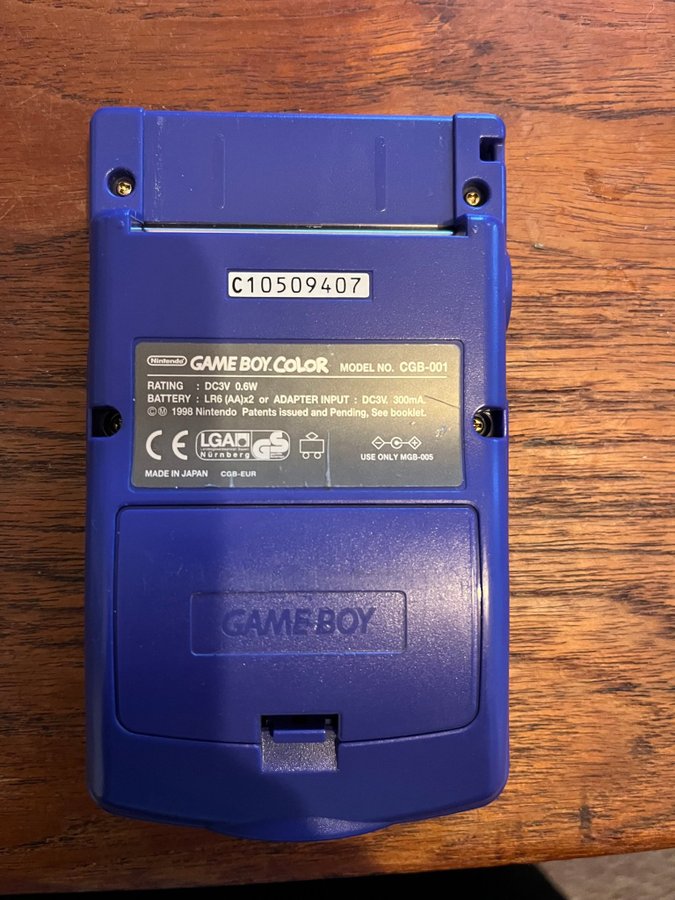 C10509407
Nintendo GAME BOY COLOR MODEL NO. CGB-001
RATING : DC3V 0.6W
BATTERY : LR6 (AA)x2 or ADAPTER INPUT : DC3V, 300mA.
©Ⓜ 1998 Nintendo Patents issued and Pending, See booklet.
CE LGA Nürnberg GS
USE ONLY MGB-005
MADE IN JAPAN CGB-EUR
GAME BOY